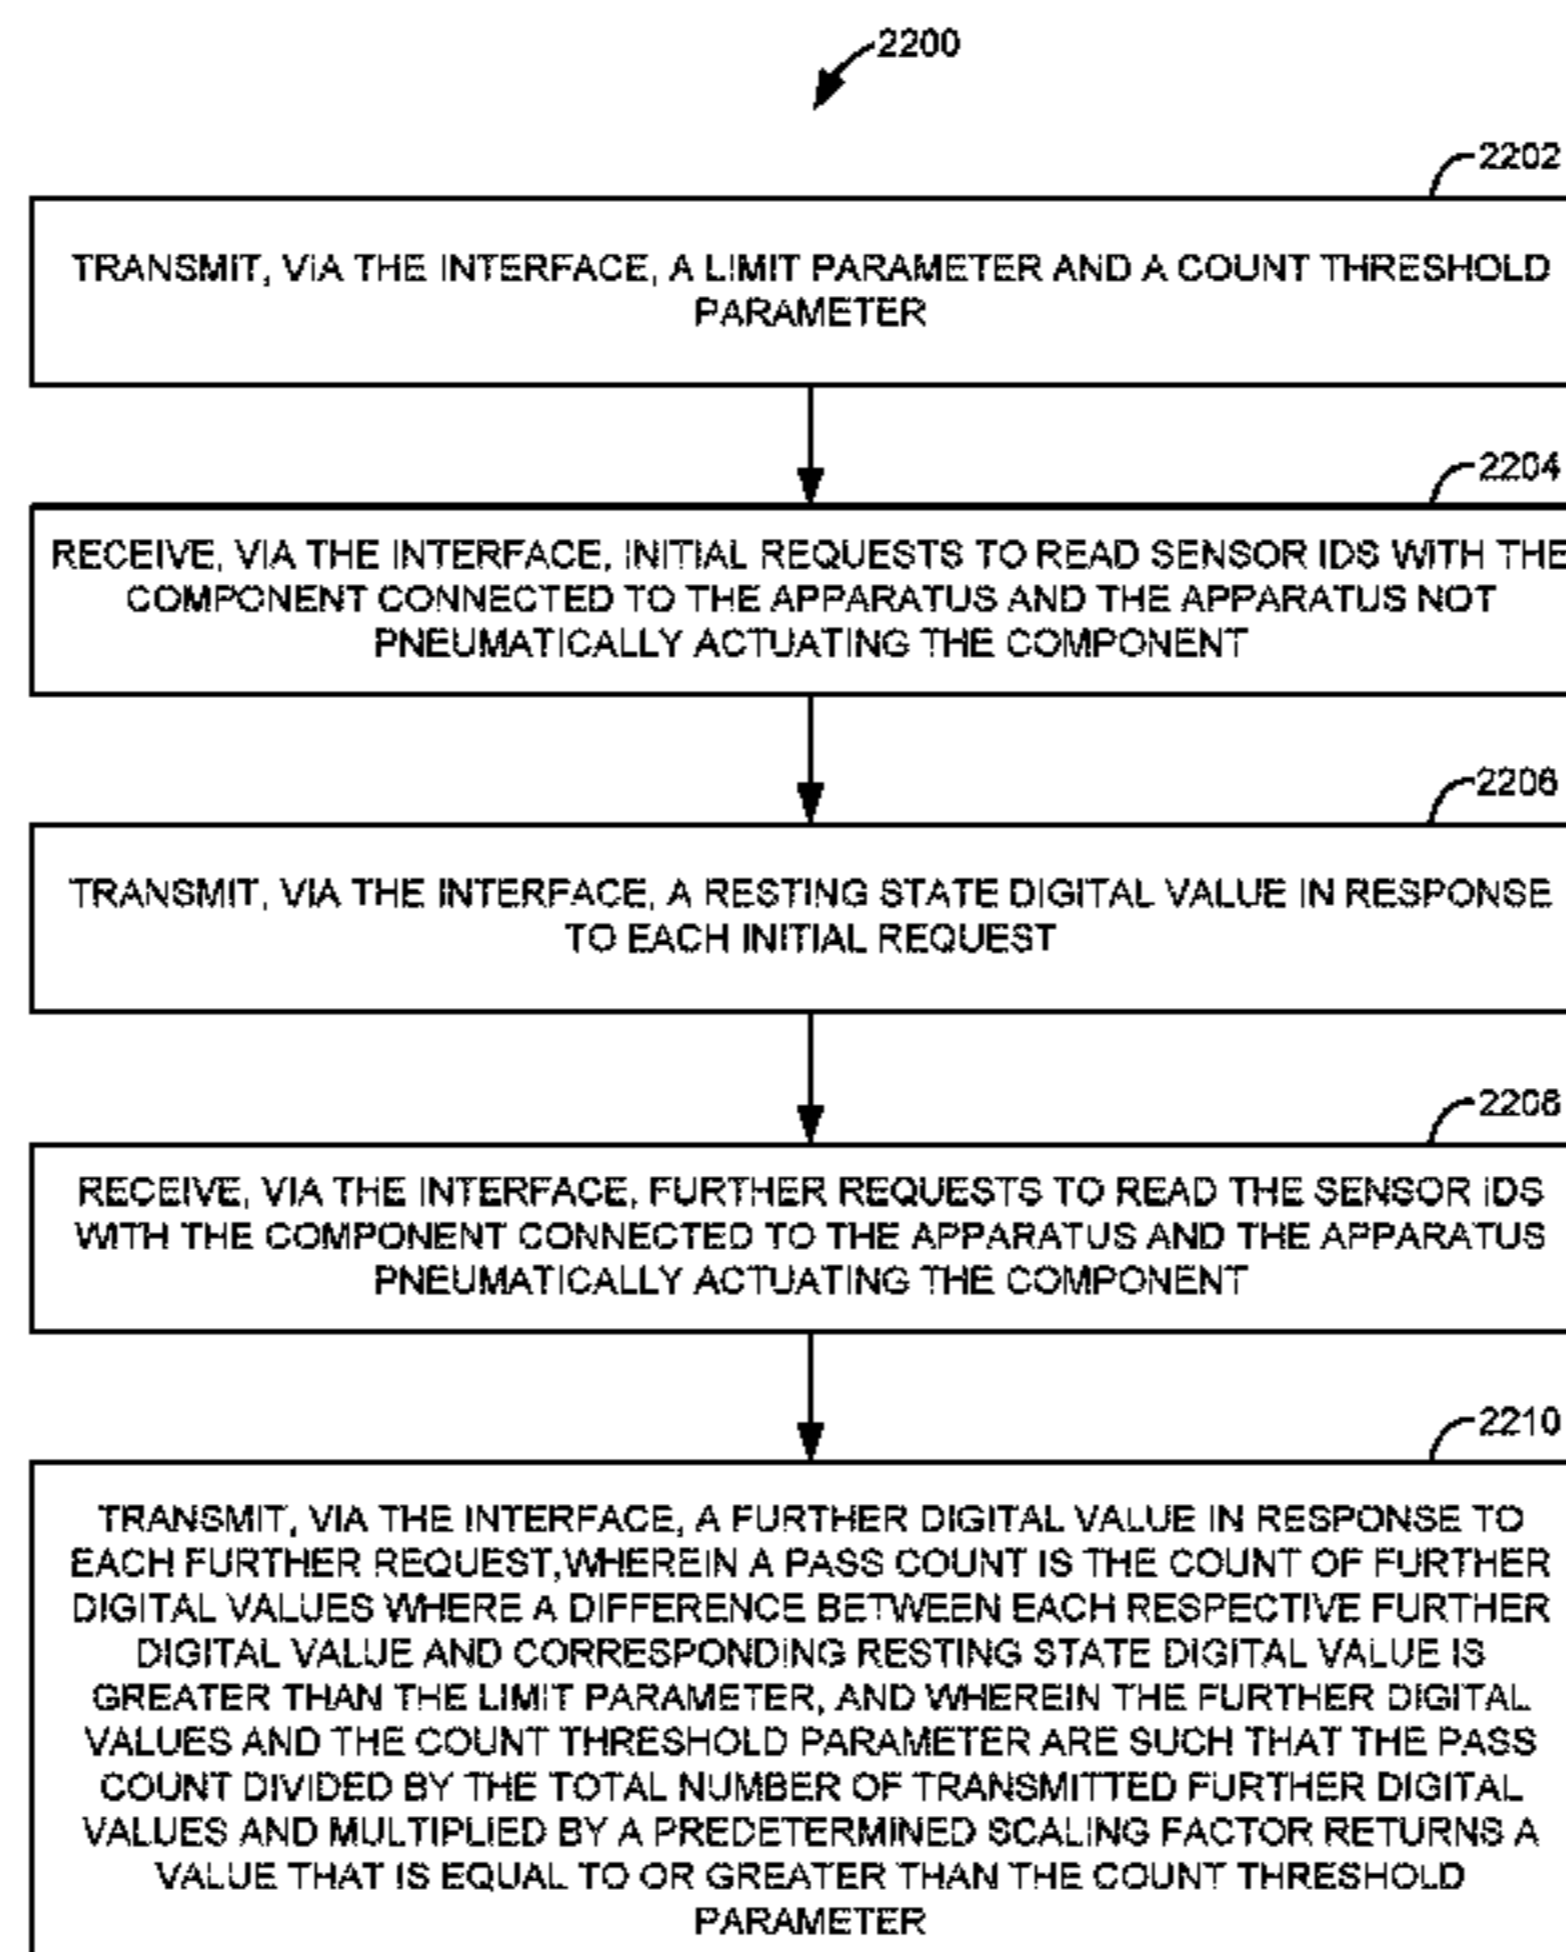 2200
2202
TRANSMIT, VIA THE INTERFACE, A LIMIT PARAMETER AND A COUNT THRESHOLD
PARAMETER
2204
RECEIVE, VIA THE INTERFACE, INITIAL REQUESTS TO READ SENSOR IDS WITH THE
COMPONENT CONNECTED TO THE APPARATUS AND THE APPARATUS NOT
PNEUMATICALLY ACTUATING THE COMPONENT
2206
TRANSMIT, VIA THE INTERFACE, A RESTING STATE DIGITAL VALUE IN RESPONSE
TO EACH INITIAL REQUEST
2208
RECEIVE, VIA THE INTERFACE, FURTHER REQUESTS TO READ THE SENSOR IDS
WITH THE COMPONENT CONNECTED TO THE APPARATUS AND THE APPARATUS
PNEUMATICALLY ACTUATING THE COMPONENT
2210
TRANSMIT, VIA THE INTERFACE, A FURTHER DIGITAL VALUE IN RESPONSE TO
EACH FURTHER REQUEST,WHEREIN A PASS COUNT IS THE COUNT OF FURTHER
DIGITAL VALUES WHERE A DIFFERENCE BETWEEN EACH RESPECTIVE FURTHER
DIGITAL VALUE AND CORRESPONDING RESTING STATE DIGITAL VALUE IS
GREATER THAN THE LIMIT PARAMETER, AND WHEREIN THE FURTHER DIGITAL
VALUES AND THE COUNT THRESHOLD PARAMETER ARE SUCH THAT THE PASS
COUNT DIVIDED BY THE TOTAL NUMBER OF TRANSMITTED FURTHER DIGITAL
VALUES AND MULTIPLIED BY A PREDETERMINED SCALING FACTOR RETURNS A
VALUE THAT IS EQUAL TO OR GREATER THAN THE COUNT THRESHOLD
PARAMETER